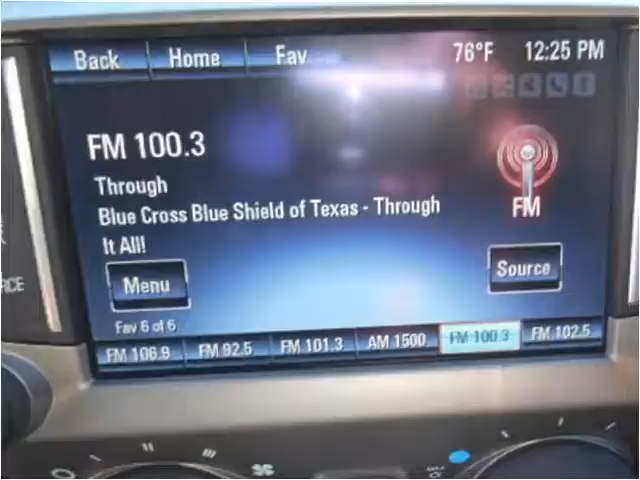 Back Home Fav 76°F 12:25 PM
FM 100.3
Through
Blue Cross Blue Shield of Texas - Through
It All!
FM
Menu Source
Fav 6 of 6
FM 106.9 FM 92.5 FM 101.3 AM 1500 FM 100.3 FM 102.5
RCE